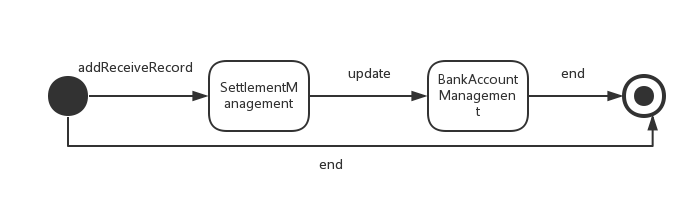 addReceiveRecord
SettlementM
anagement
update
BankAccount
Managemen
t
end
end